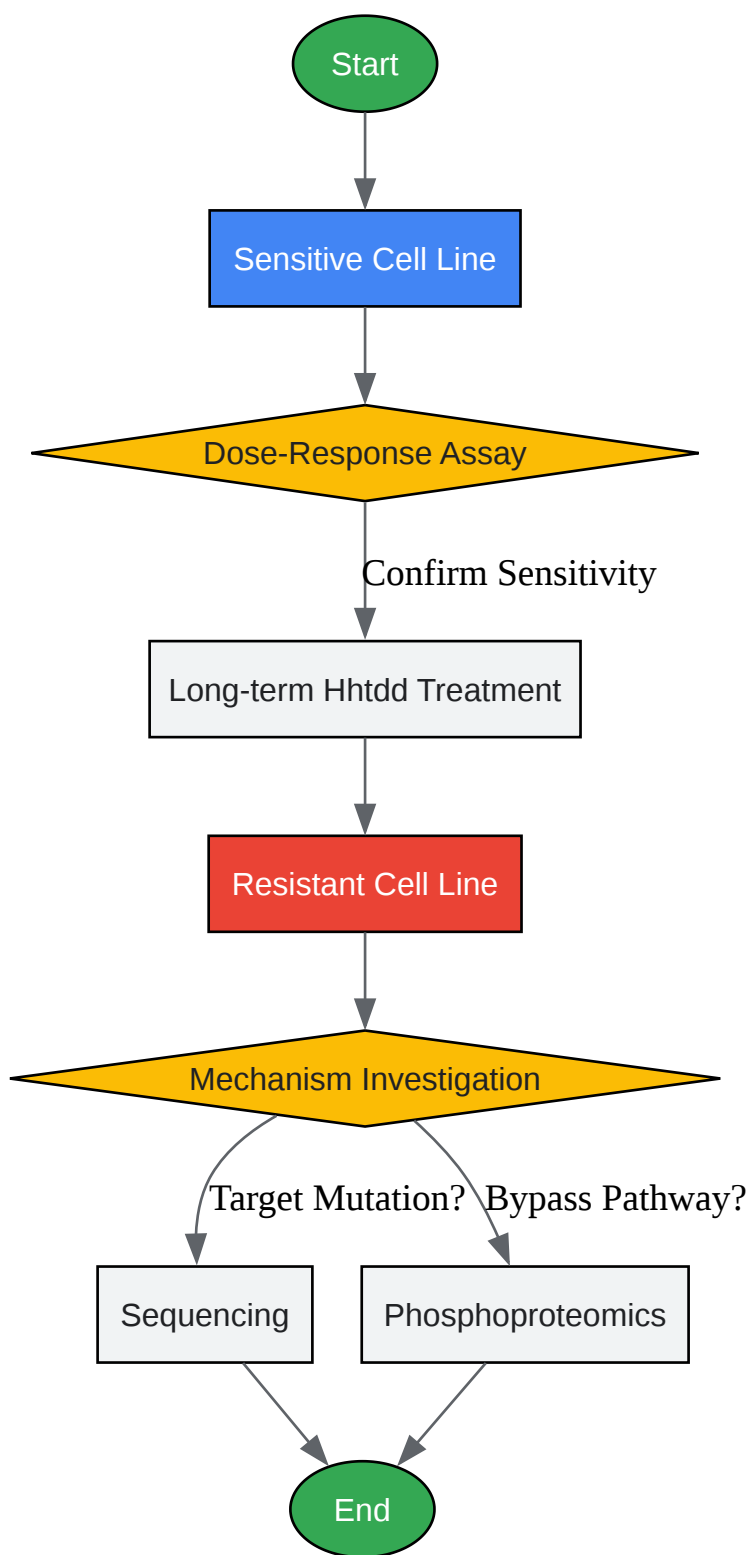 Start
Sensitive Cell Line
Dose-Response Assay
Confirm Sensitivity
Long-term Hhtdd Treatment
Resistant Cell Line
Mechanism Investigation
Target Mutation?
Bypass Pathway?
Sequencing
Phosphoproteomics
End